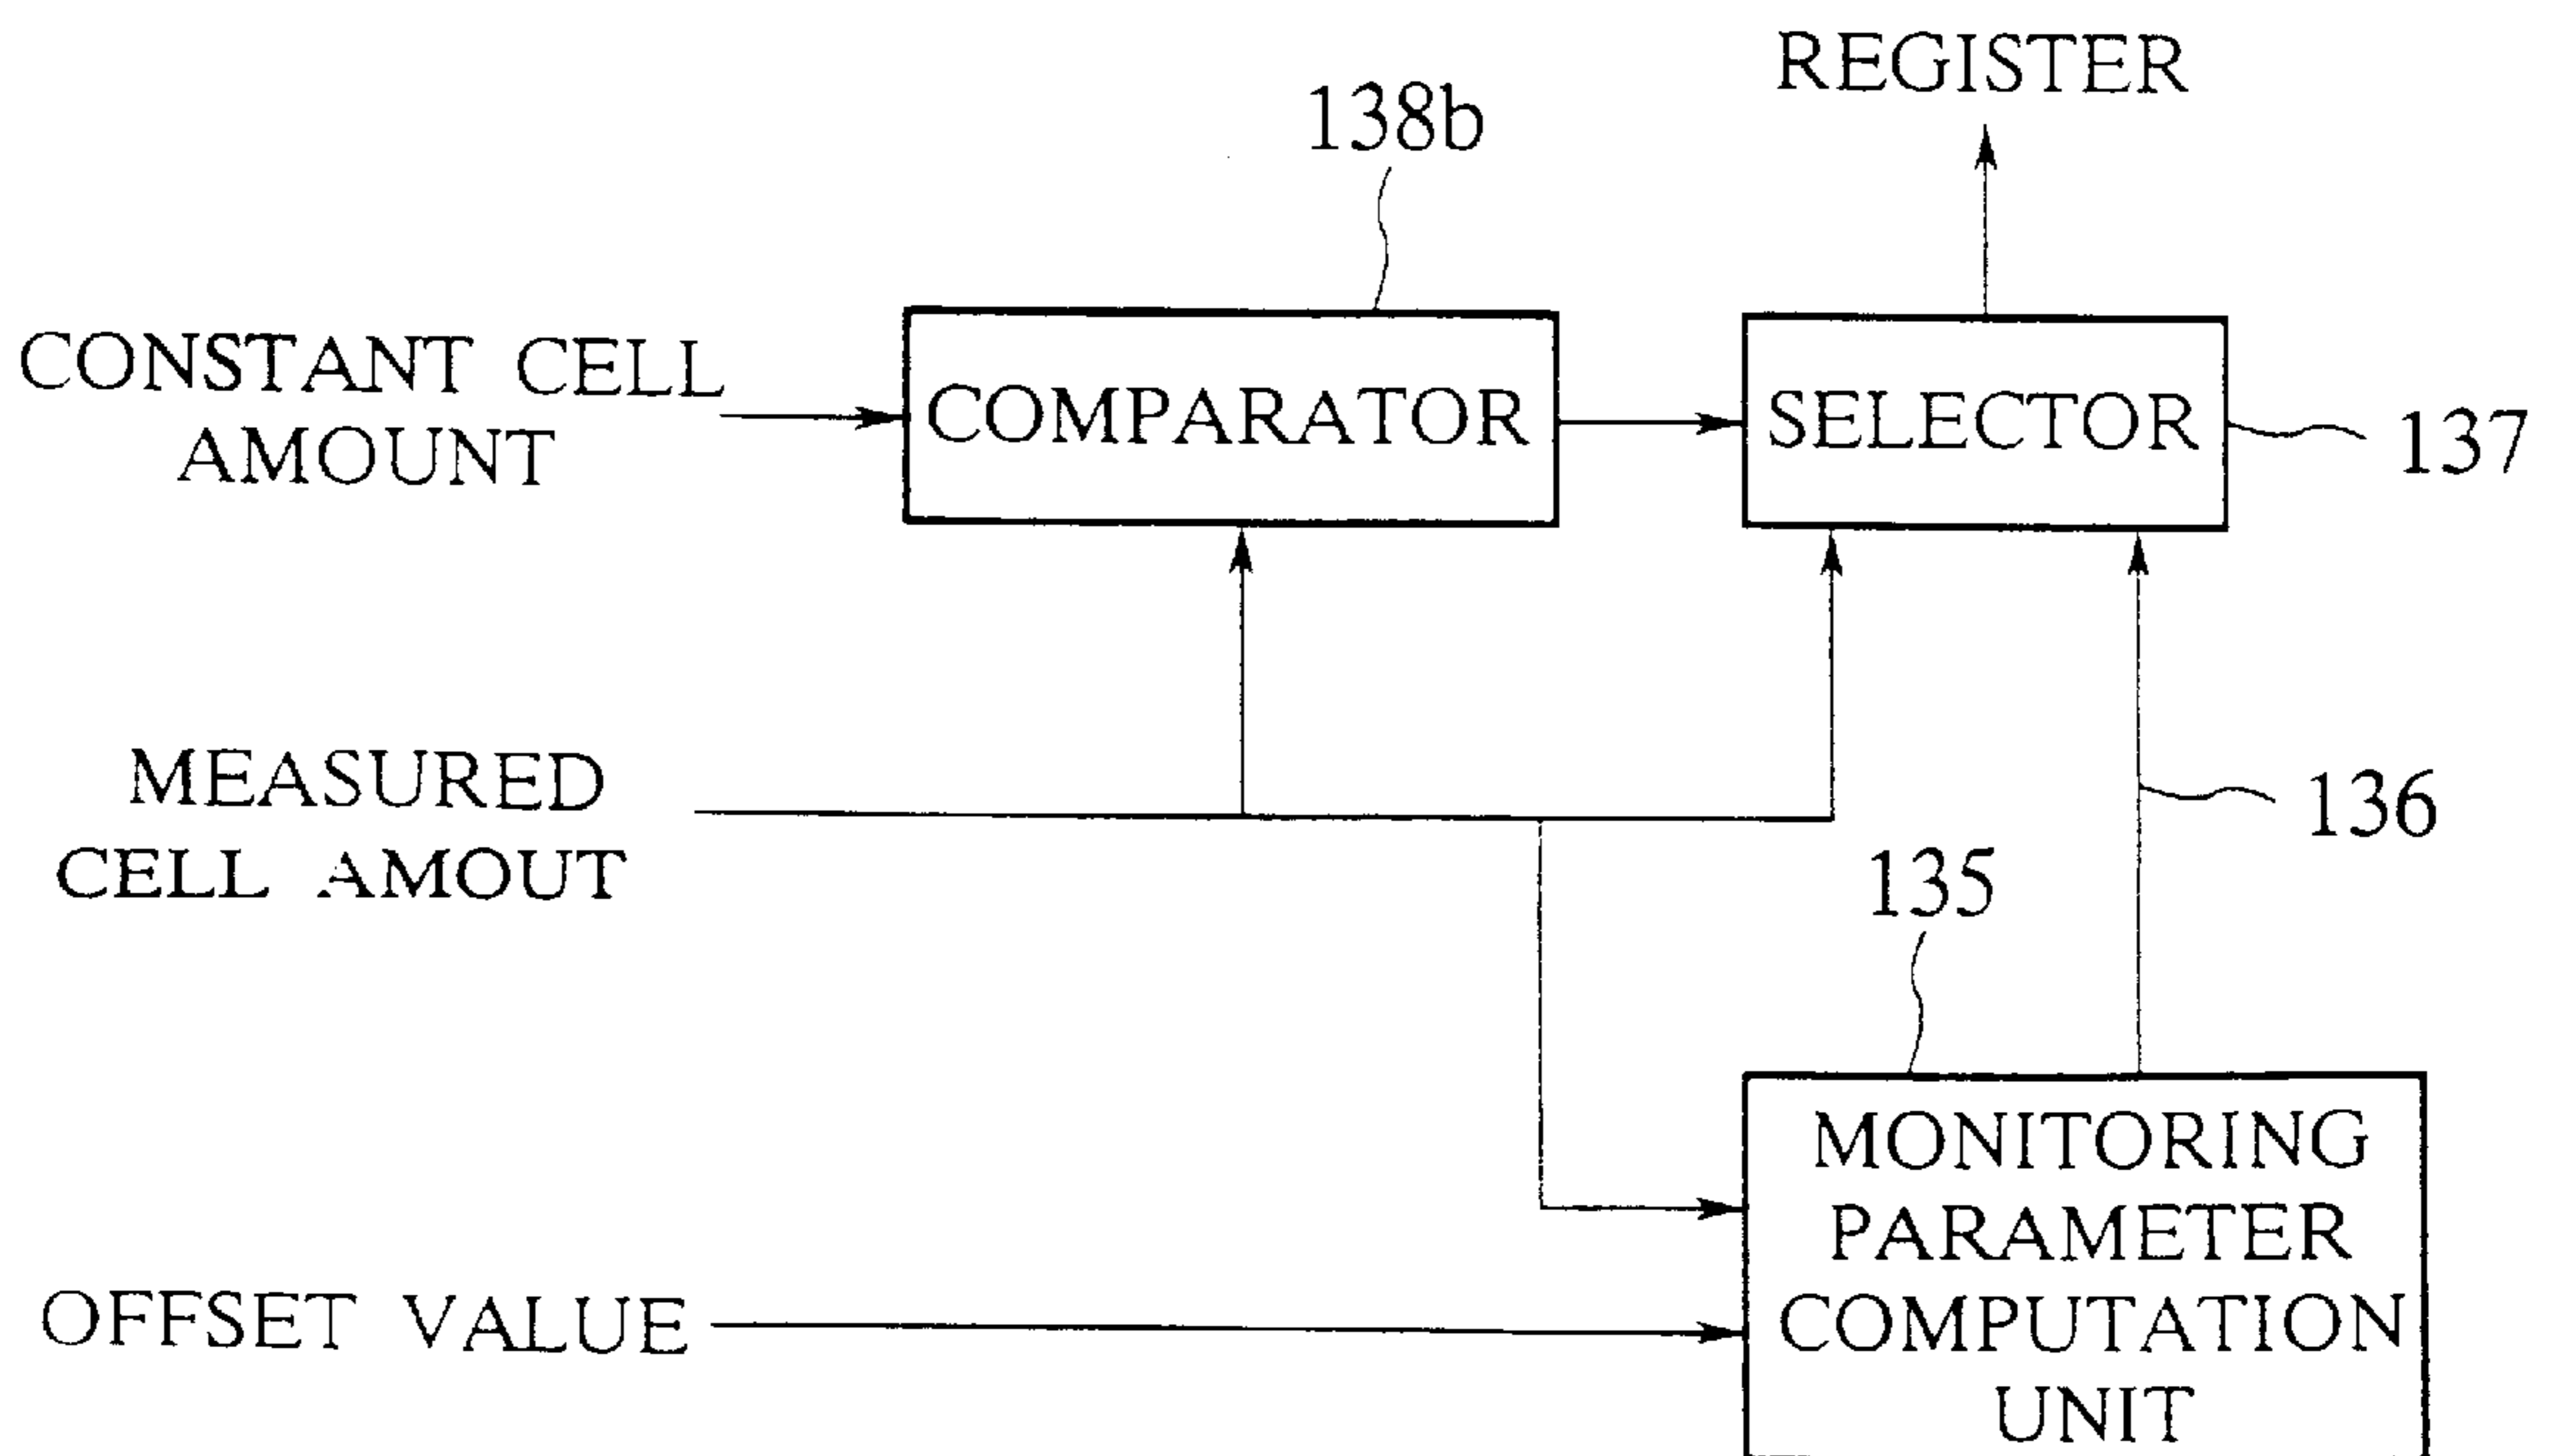 REGISTER
138b
CONSTANT CELL
AMOUNT
COMPARATOR
SELECTOR
137
MEASURED
CELL AMOUT
136
135
MONITORING
PARAMETER
COMPUTATION
UNIT
OFFSET VALUE